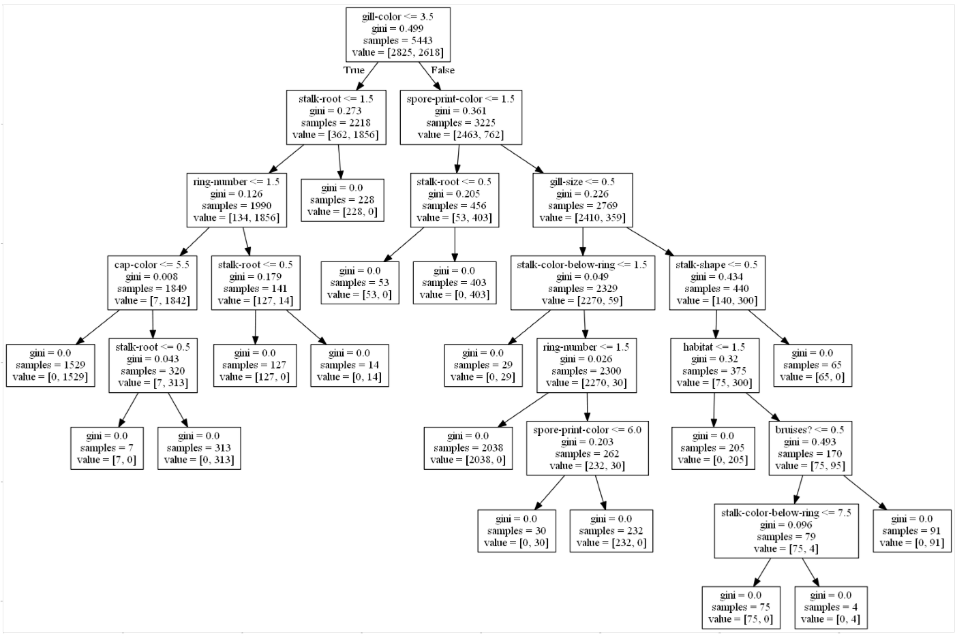 gill-color <= 3.5
gini = 0.499
samples = 5443
value = [2825, 2618]
True
False
stalk-root <= 1.5
gini = 0.273
samples = 2218
value = [362, 1856]
spore-print-color <= 1.5
gini = 0.361
samples = 3225
value = [2463, 762]
ring-number <= 1.5
gini = 0.126
samples = 1990
value = [134, 1856]
gini = 0.0
samples = 228
value = [228, 0]
stalk-root <= 0.5
gini = 0.205
samples = 456
value = [53, 403]
gill-size <= 0.5
gini = 0.226
samples = 2769
value = [2410, 359]
cap-color <= 5.5
gini = 0.008
samples = 1849
value = [7, 1842]
stalk-root <= 0.5
gini = 0.179
samples = 141
value = [127, 14]
gini = 0.0
samples = 53
value = [53, 0]
gini = 0.0
samples = 403
value = [0, 403]
stalk-color-below-ring <= 1.5
gini = 0.049
samples = 2329
value = [2270, 59]
stalk-shape <= 0.5
gini = 0.434
samples = 440
value = [140, 300]
gini = 0.0
samples = 1529
value = [0, 1529]
stalk-root <= 0.5
gini = 0.043
samples = 320
value = [7, 313]
gini = 0.0
samples = 127
value = [127, 0]
gini = 0.0
samples = 14
value = [0, 14]
gini = 0.0
samples = 29
value = [0, 29]
ring-number <= 1.5
gini = 0.026
samples = 2300
value = [2270, 30]
habitat <= 1.5
gini = 0.32
samples = 375
value = [75, 300]
gini = 0.0
samples = 65
value = [65, 0]
gini = 0.0
samples = 7
value = [7, 0]
gini = 0.0
samples = 313
value = [0, 313]
gini = 0.0
samples = 2038
value = [2038, 0]
spore-print-color <= 6.0
gini = 0.203
samples = 262
value = [232, 30]
gini = 0.0
samples = 205
value = [0, 205]
bruises? <= 0.5
gini = 0.493
samples = 170
value = [75, 95]
gini = 0.0
samples = 30
value = [0, 30]
gini = 0.0
samples = 232
value = [232, 0]
stalk-color-below-ring <= 7.5
gini = 0.096
samples = 79
value = [75, 4]
gini = 0.0
samples = 91
value = [0, 91]
gini = 0.0
samples = 75
value = [75, 0]
gini = 0.0
samples = 4
value = [0, 4]